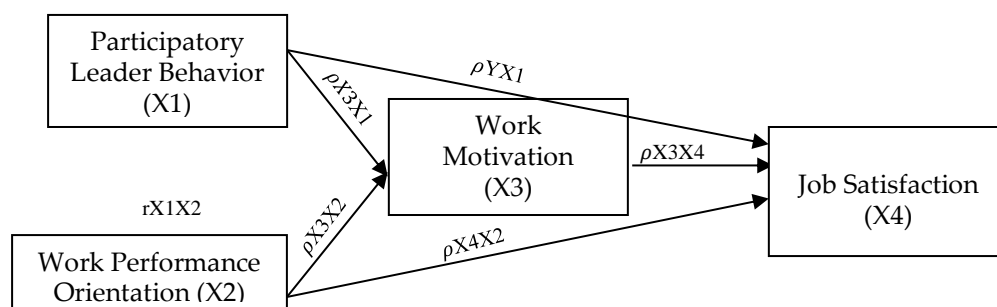 Participatory
Leader Behavior
(X1)
ρYX1
ρX3X1
Work
Motivation
(X3)
ρX3X4
Job Satisfaction
(X4)
rX1X2
ρX3X2
ρX4X2
Work Performance
Orientation (X2)